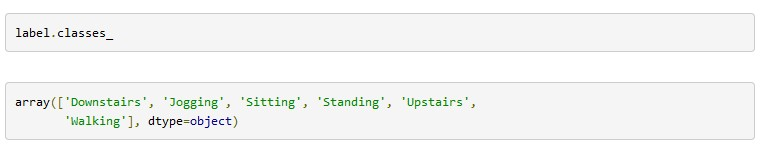 label.classes_
array(['Downstairs', 'Jogging', 'Sitting', 'Standing', 'Upstairs',
'Walking'], dtype=object)